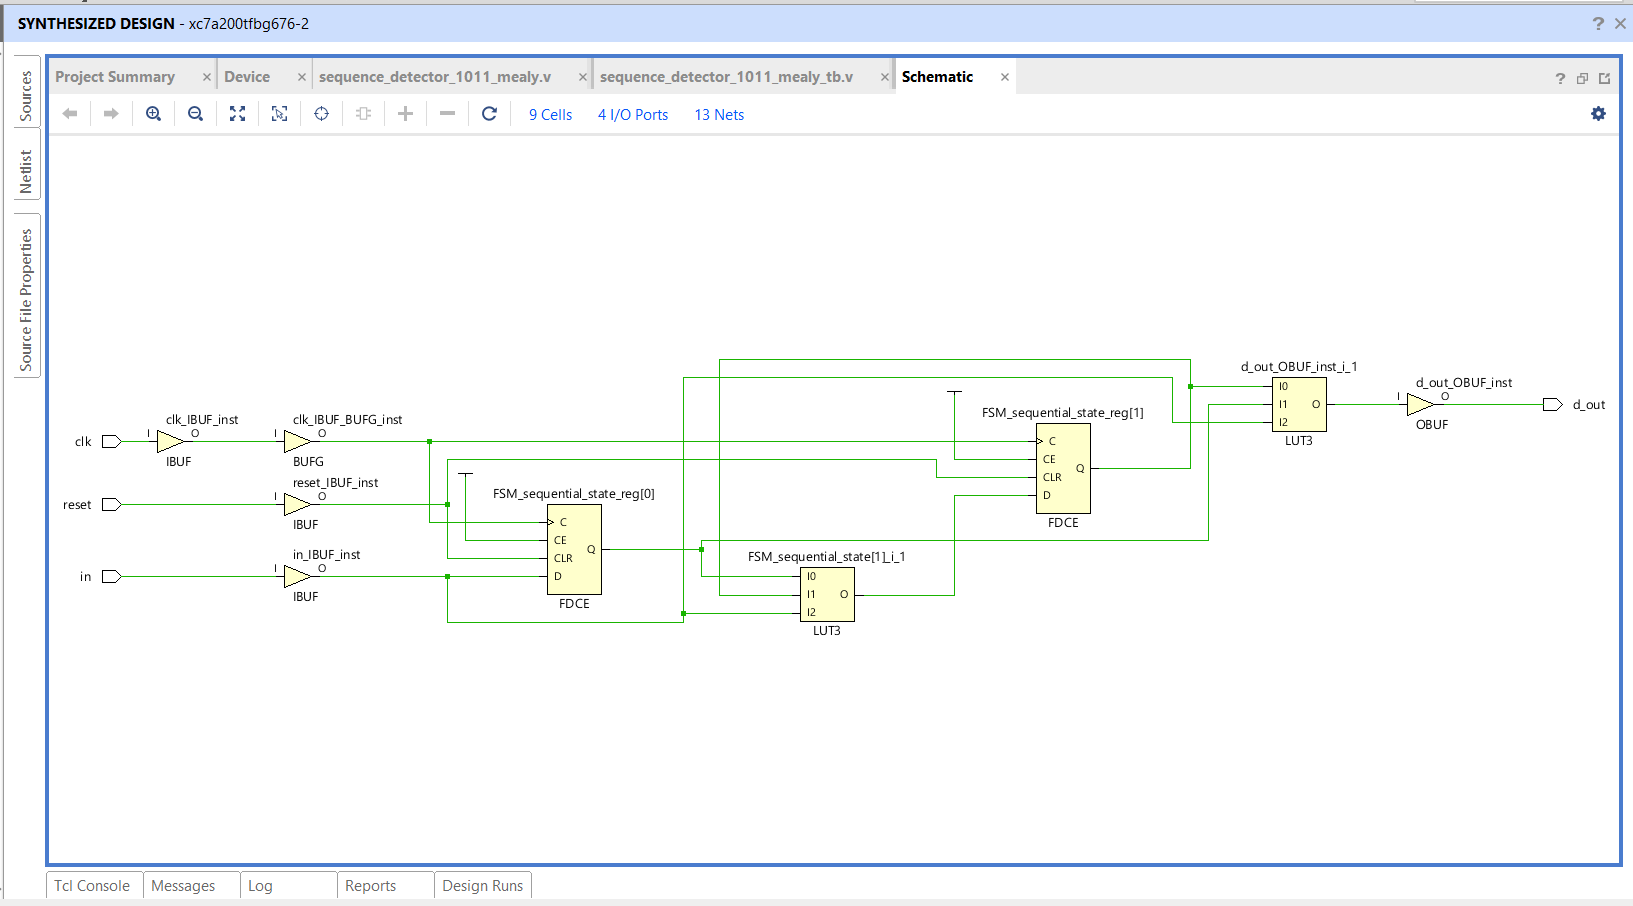 SYNTHESIZED DESIGN - xc7a200tfbg676-2
? ×
Sources
Netlist
Source File Properties
Project Summary ×
Device ×
sequence_detector_1011_mealy.v ×
sequence_detector_1011_mealy_tb.v ×
Schematic ×
?
9 Cells
4 I/O Ports
13 Nets
clk
clk_IBUF_inst
I
O
IBUF
clk_IBUF_BUFG_inst
I
O
BUFG
reset
reset_IBUF_inst
I
O
IBUF
in
in_IBUF_inst
I
O
IBUF
FSM_sequential_state_reg[0]
C
CE
CLR
D
Q
FDCE
FSM_sequential_state[1]_i_1
I0
I1
I2
O
LUT3
FSM_sequential_state_reg[1]
C
CE
CLR
D
Q
FDCE
d_out_OBUF_inst_i_1
I0
I1
I2
O
LUT3
d_out_OBUF_inst
I
O
OBUF
d_out
Tcl Console
Messages
Log
Reports
Design Runs